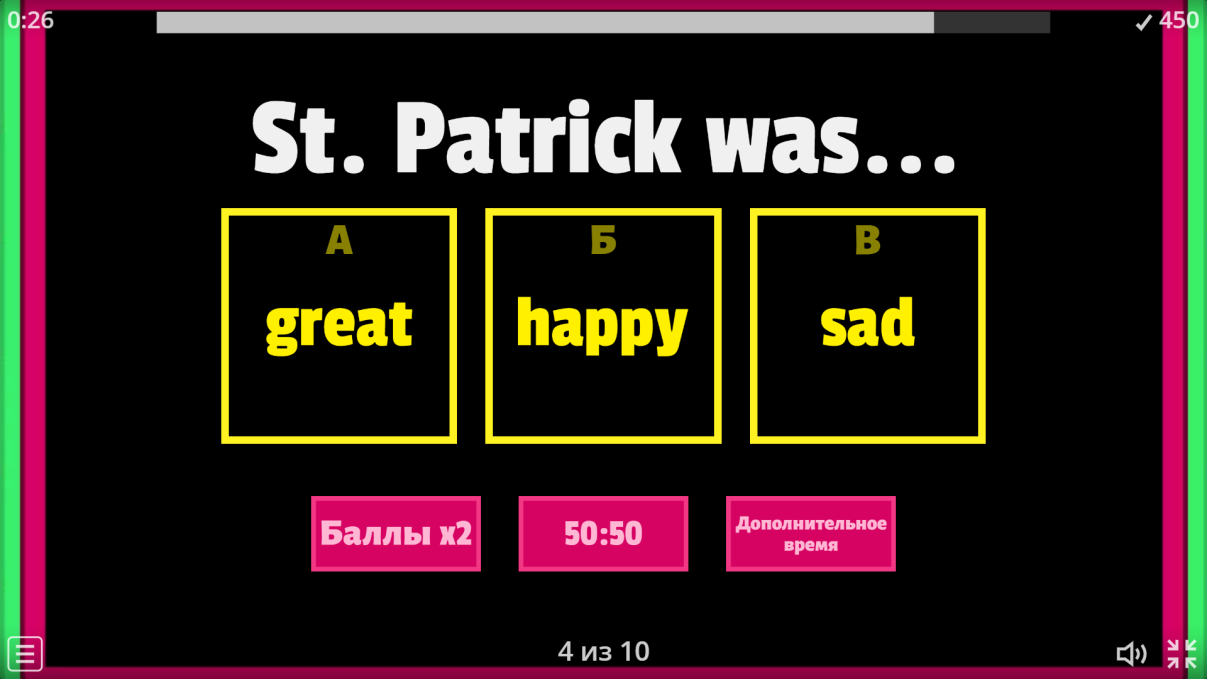 0:26
✓ 450
St. Patrick was...
А
great
Б
happy
В
sad
Баллы x2
50:50
Дополнительное
время
4 из 10